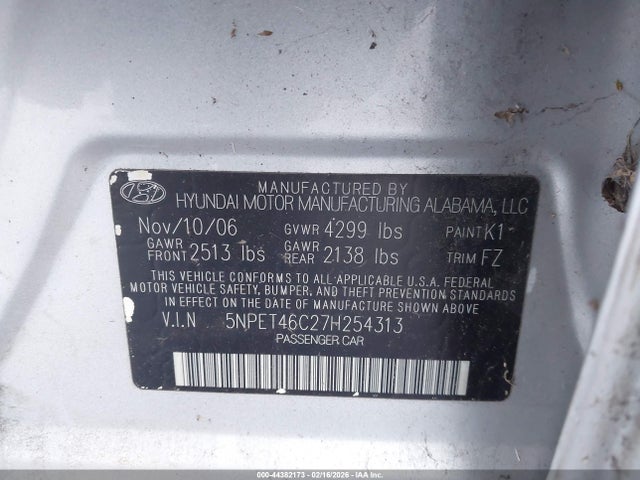 MANUFACTURED BY
HYUNDAI MOTOR MANUFACTURING ALABAMA, LLC
Nov/10/06 GVWR 4299 lbs PAINT K1
GAWR FRONT 2513 lbs GAWR REAR 2138 lbs TRIM FZ
THIS VEHICLE CONFORMS TO ALL APPLICABLE U.S.A. FEDERAL
MOTOR VEHICLE SAFETY, BUMPER, AND THEFT PREVENTION STANDARDS
IN EFFECT ON THE DATE OF MANUFACTURE SHOWN ABOVE
V.I.N 5NPET46C27H254313
PASSENGER CAR
000-44382173 - 02/16/2026 - © IAA Holdings, LLC